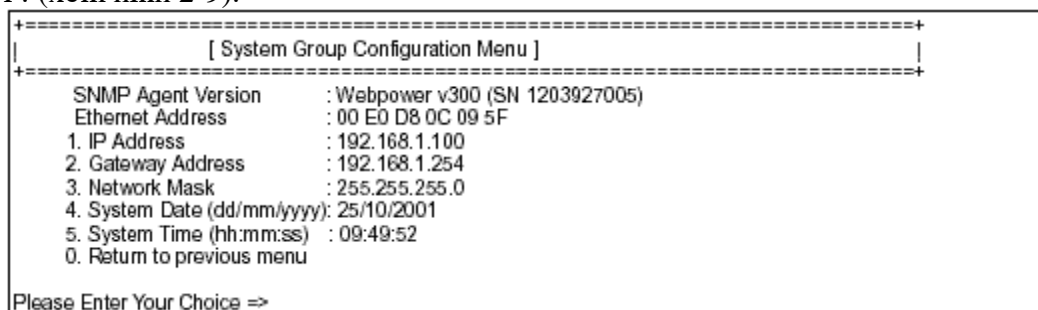 2-9).
+==========================================================================+
| [ System Group Configuration Menu ] |
+==========================================================================+
SNMP Agent Version : Webpower v300 (SN 1203927005)
Ethernet Address : 00 E0 D8 0C 09 5F
1. IP Address : 192.168.1.100
2. Gateway Address : 192.168.1.254
3. Network Mask : 255.255.255.0
4. System Date (dd/mm/yyyy): 25/10/2001
5. System Time (hh:mm:ss) : 09:49:52
0. Return to previous menu
Please Enter Your Choice =>